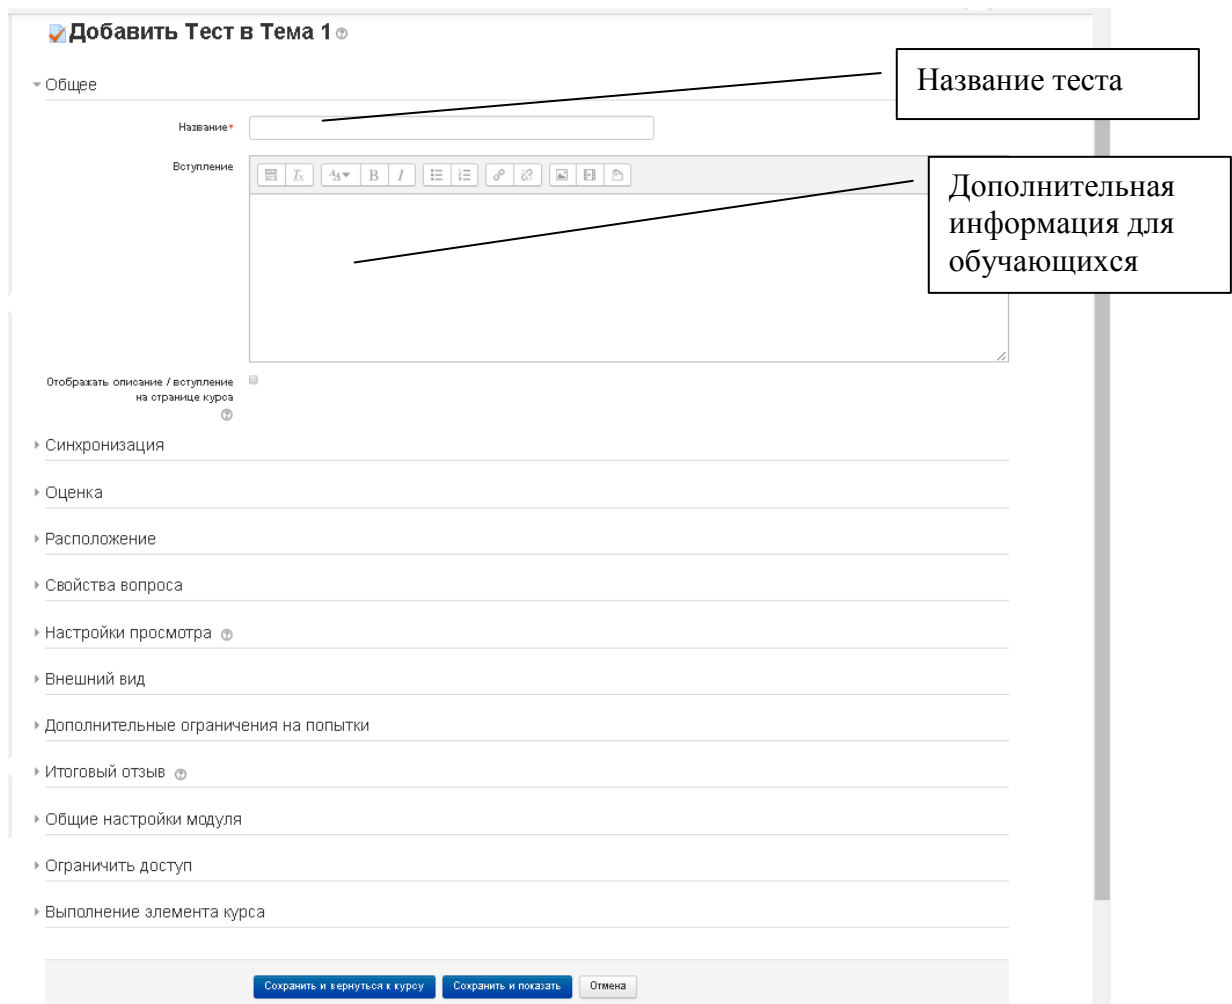 Добавить Тест в Тема 1
Общее
Название теста
Название*
Вступление
Дополнительная
информация для
обучающихся
Отображать описание / вступление
на странице курса
Синхронизация
Оценка
Расположение
Свойства вопроса
Настройки просмотра
Внешний вид
Дополнительные ограничения на попытки
Итоговый отзыв
Общие настройки модуля
Ограничить доступ
Выполнение элемента курса
Сохранить и вернуться к курсу Сохранить и показать Отмена